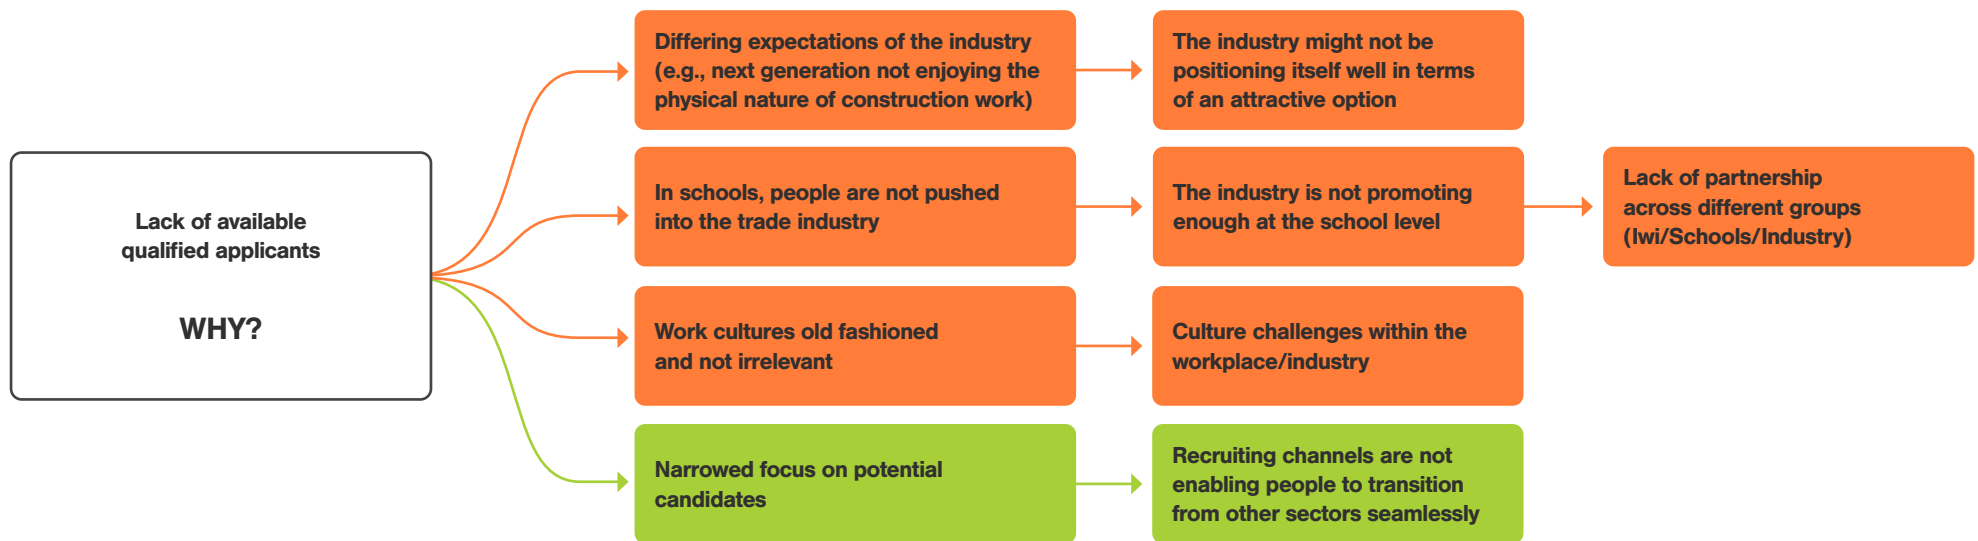 Lack of available
qualified applicants
WHY?
Differing expectations of the industry
(e.g., next generation not enjoying the
physical nature of construction work)
The industry might not be
positioning itself well in terms
of an attractive option
In schools, people are not pushed
into the trade industry
The industry is not promoting
enough at the school level
Lack of partnership
across different groups
(Iwi/Schools/Industry)
Work cultures old fashioned
and not irrelevant
Culture challenges within the
workplace/industry
Narrowed focus on potential
candidates
Recruiting channels are not
enabling people to transition
from other sectors seamlessly